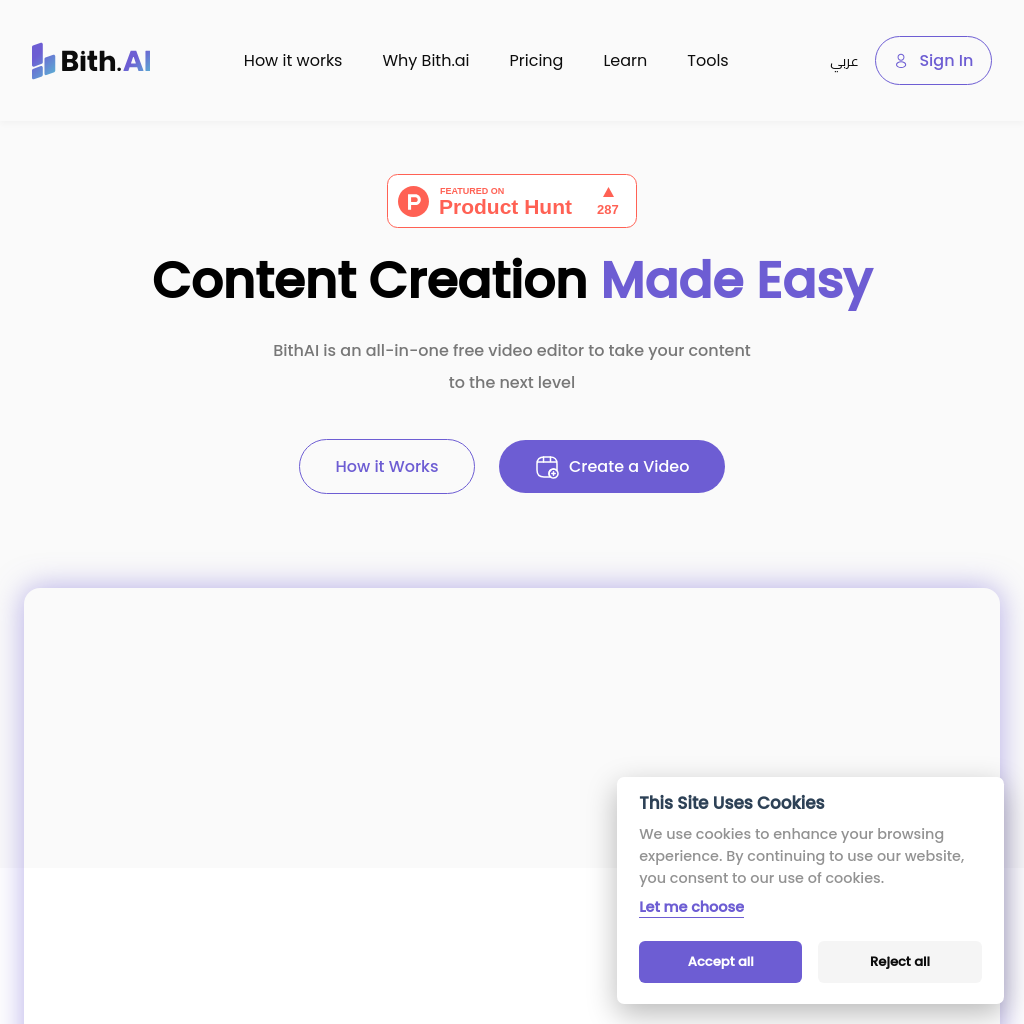 Bith.AI
How it works
Why Bith.ai
Pricing
Learn
Tools
عربي
Sign In
FEATURED ON
Product Hunt
287
Content Creation Made Easy
BithAI is an all-in-one free video editor to take your content
to the next level
How it Works
Create a Video
This Site Uses Cookies
We use cookies to enhance your browsing
experience. By continuing to use our website,
you consent to our use of cookies.
Let me choose
Accept all
Reject all